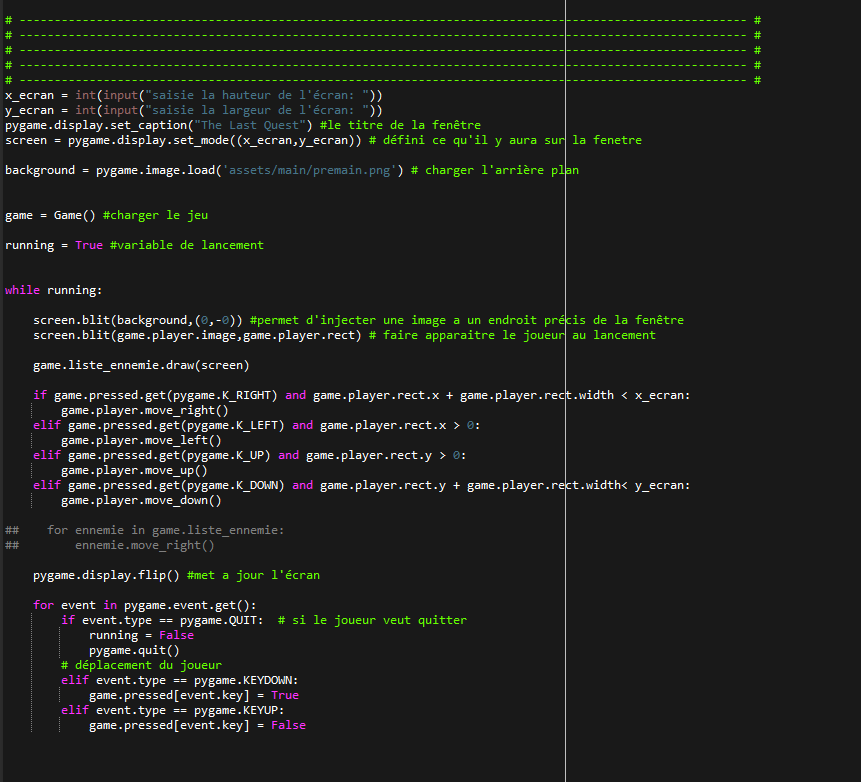 # -------------------------------------------------------------------------------------------------------- #
# -------------------------------------------------------------------------------------------------------- #
# -------------------------------------------------------------------------------------------------------- #
# -------------------------------------------------------------------------------------------------------- #
# -------------------------------------------------------------------------------------------------------- #
x_ecran = int(input("saisie la hauteur de l'écran: "))
y_ecran = int(input("saisie la largeur de l'écran: "))
pygame.display.set_caption("The Last Quest") #le titre de la fenêtre
screen = pygame.display.set_mode((x_ecran,y_ecran)) # défini ce qu'il y aura sur la fenetre
background = pygame.image.load('assets/main/premain.png') # charger l'arrière plan
game = Game() #charger le jeu
running = True #variable de lancement
while running:
    screen.blit(background,(0,-0)) #permet d'injecter une image a un endroit précis de la fenêtre
    screen.blit(game.player.image,game.player.rect) # faire apparaitre le joueur au lancement
    game.liste_ennemie.draw(screen)
    if game.pressed.get(pygame.K_RIGHT) and game.player.rect.x + game.player.rect.width < x_ecran:
        game.player.move_right()
    elif game.pressed.get(pygame.K_LEFT) and game.player.rect.x > 0:
        game.player.move_left()
    elif game.pressed.get(pygame.K_UP) and game.player.rect.y > 0:
        game.player.move_up()
    elif game.pressed.get(pygame.K_DOWN) and game.player.rect.y + game.player.rect.width< y_ecran:
        game.player.move_down()
##    for ennemie in game.liste_ennemie:
##        ennemie.move_right()
    pygame.display.flip() #met a jour l'écran
    for event in pygame.event.get():
        if event.type == pygame.QUIT:  # si le joueur veut quitter
            running = False
            pygame.quit()
        # déplacement du joueur
        elif event.type == pygame.KEYDOWN:
            game.pressed[event.key] = True
        elif event.type == pygame.KEYUP:
            game.pressed[event.key] = False